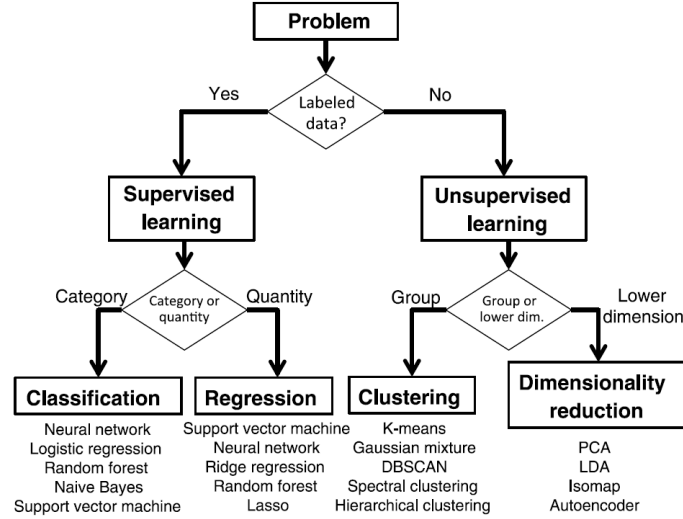 Problem
Yes
Labeled
data?
No
Supervised
learning
Unsupervised
learning
Category
Category or
quantity
Quantity
Group
Group or
lower dim.
Lower
dimension
Classification
Neural network
Logistic regression
Random forest
Naive Bayes
Support vector machine
Regression
Support vector machine
Neural network
Ridge regression
Random forest
Lasso
Clustering
K-means
Gaussian mixture
DBSCAN
Spectral clustering
Hierarchical clustering
Dimensionality
reduction
PCA
LDA
Isomap
Autoencoder